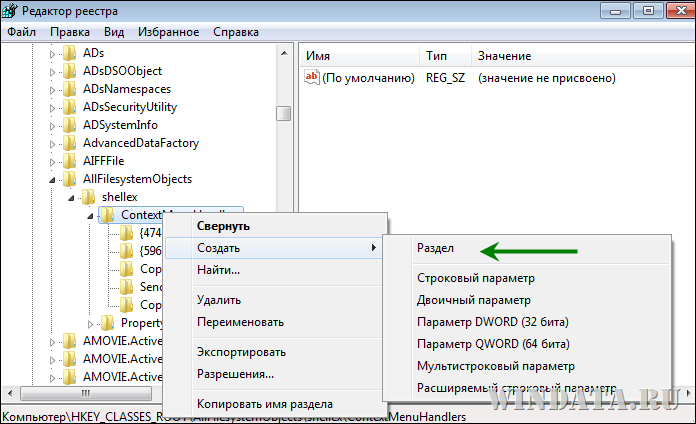 Редактор реестра
Файл Правка Вид Избранное Справка
ADs
ADsDSOObject
ADsNamespaces
ADsSecurityUtility
ADSystemInfo
AdvancedDataFactory
AIFFFile
AllFilesystemObjects
shellex
ContextMenuHandlers
{474
{596
Cop
Send
Cop
Property
AMOVIE.Active
AMOVIE.Active
AMOVIE.Active
Имя Тип Значение
ab (По умолчанию) REG_SZ (значение не присвоено)
Свернуть
Создать
Найти...
Удалить
Переименовать
Экспортировать
Разрешения...
Копировать имя раздела
Раздел
Строковый параметр
Двоичный параметр
Параметр DWORD (32 бита)
Параметр QWORD (64 бита)
Мультистроковый параметр
Расширяемый строковый параметр
WINDATA.RU
Компьютер\HKEY_CLASSES_ROOT\AllFilesystemObjects\shellex\ContextMenuHandlers